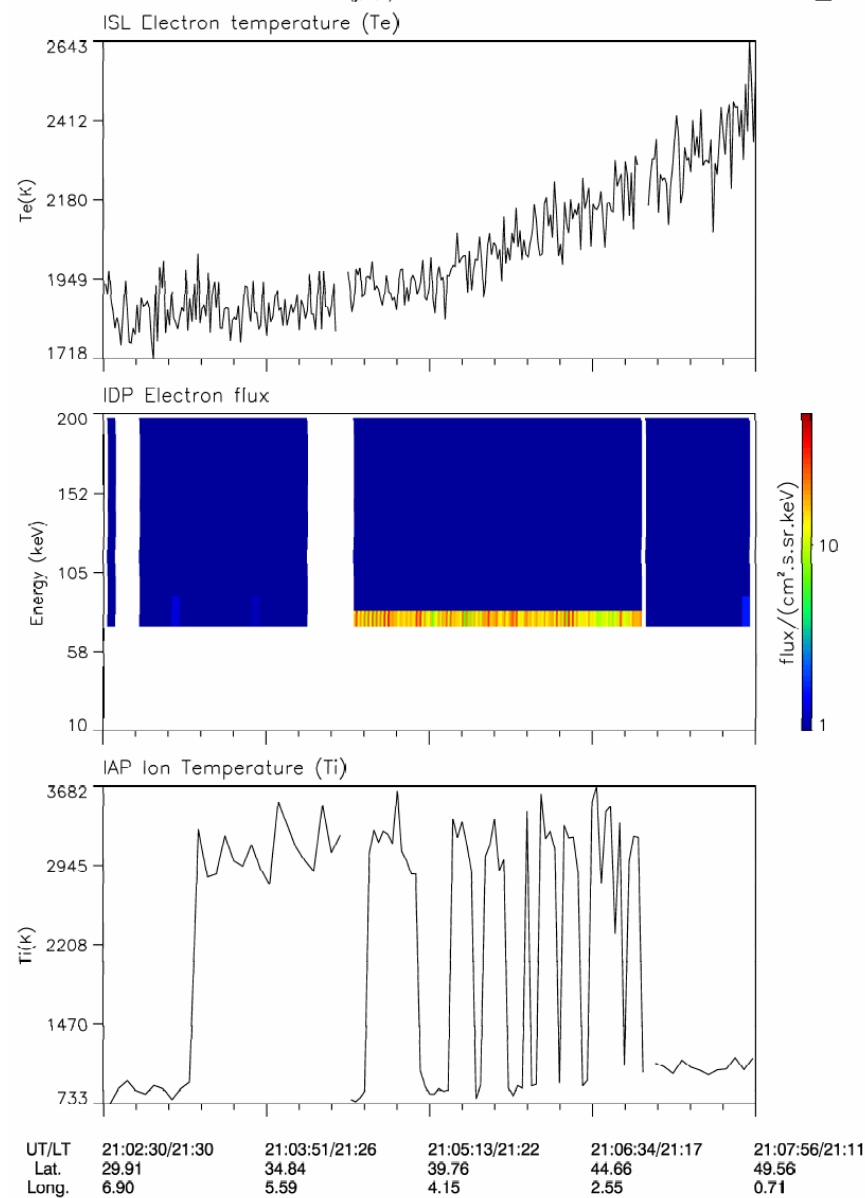 ISL Electron temperature (Te)
2643
2412
2180
1949
1718
Te(K)
IDP Electron flux
200
152
105
58
10
Energy (keV)
10
1
flux/(cm².s.sr.keV)
IAP Ion Temperature (Ti)
3682
2945
2208
1470
733
Ti(K)
UT/LT 21:02:30/21:30 21:03:51/21:26 21:05:13/21:22 21:06:34/21:17 21:07:56/21:11
Lat. 29.91 34.84 39.76 44.66 49.56
Long. 6.90 5.59 4.15 2.55 0.71